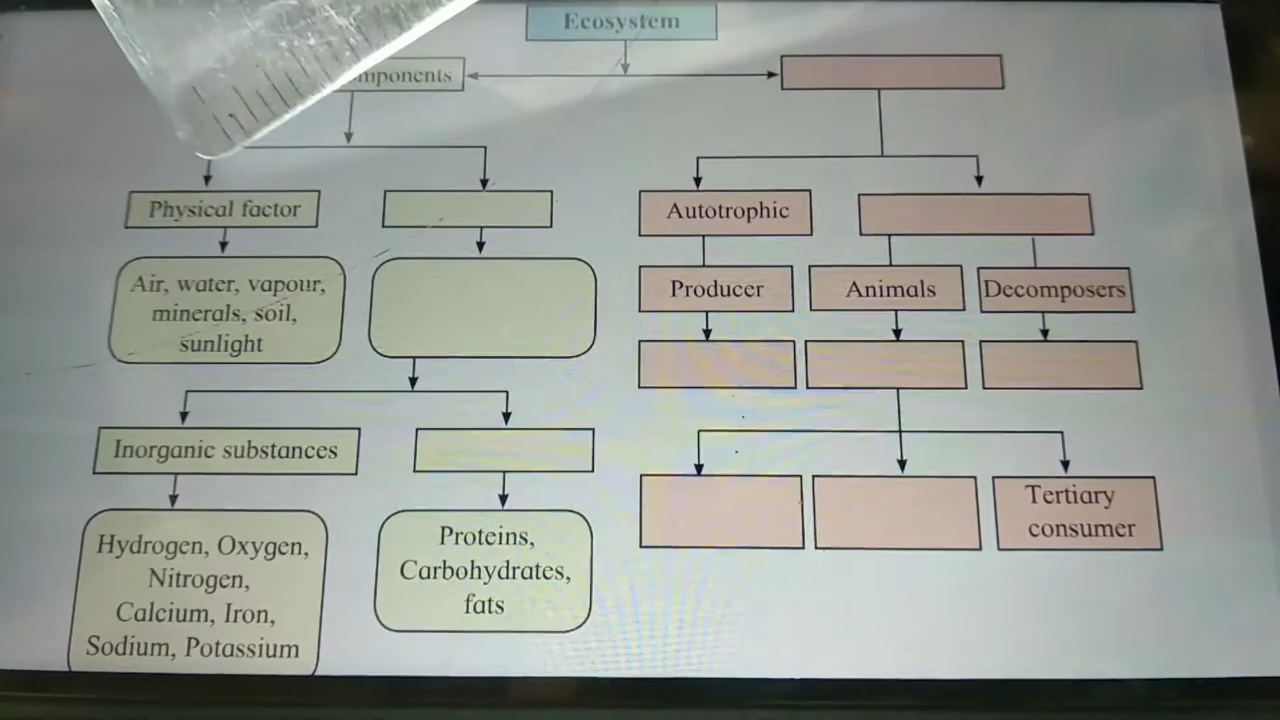 Ecosystem
Physical factor
Autotrophic
Air, water, vapour,
minerals, soil,
sunlight
Producer
Animals
Decomposers
Inorganic substances
Tertiary
consumer
Hydrogen, Oxygen,
Nitrogen,
Calcium, Iron,
Sodium, Potassium
Proteins,
Carbohydrates,
fats